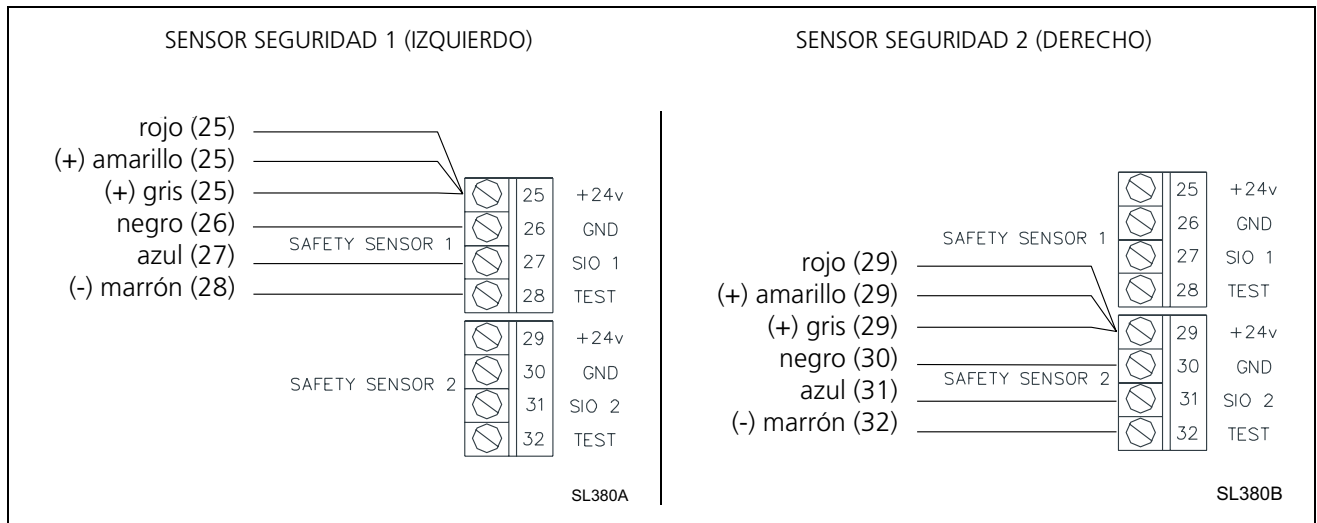 SENSOR SEGURIDAD 1 (IZQUIERDO)
rojo (25)
(+) amarillo (25)
(+) gris (25)
negro (26)
azul (27)
(-) marrón (28)
SAFETY SENSOR 1
25 +24v
26 GND
27 SIO 1
28 TEST
SAFETY SENSOR 2
29 +24v
30 GND
31 SIO 2
32 TEST
SL380A
SENSOR SEGURIDAD 2 (DERECHO)
SAFETY SENSOR 1
25 +24v
26 GND
27 SIO 1
28 TEST
rojo (29)
(+) amarillo (29)
(+) gris (29)
negro (30)
azul (31)
(-) marrón (32)
SAFETY SENSOR 2
29 +24v
30 GND
31 SIO 2
32 TEST
SL380B